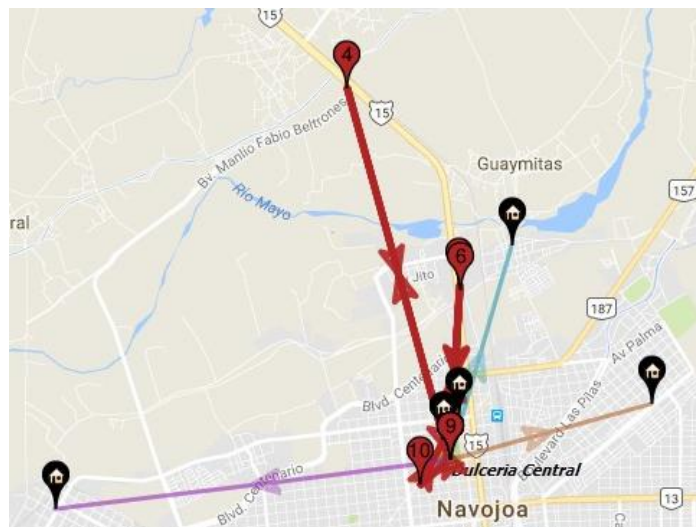 15
4
15
Bv. Manlio Fabio Beltrones
Guaymitas
157
Río Mayo
ral
6
Jito
187
Av Palma
Blvd. Centenario
Boulevard Las Pilas
9
10
15
Dulceria Central
Blvd. Centenario
Navojoa
13